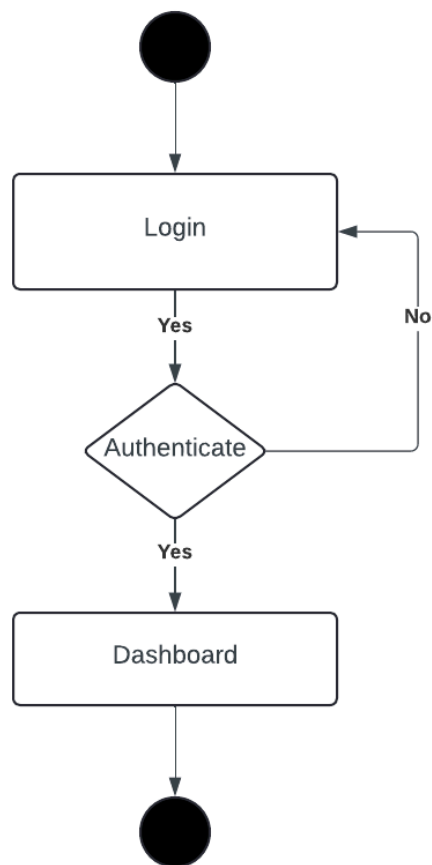 Login
Yes
No
Authenticate
Yes
Dashboard